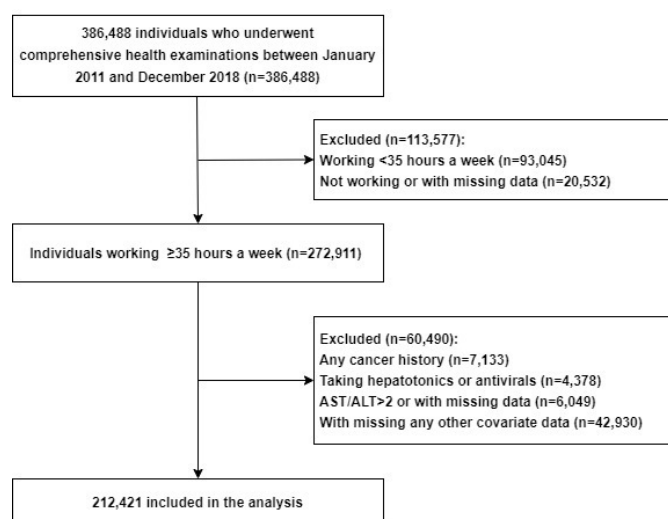 386,488 individuals who underwent
comprehensive health examinations between January
2011 and December 2018 (n=386,488)
Excluded (n=113,577):
Working <35 hours a week (n=93,045)
Not working or with missing data (n=20,532)
Individuals working ≥35 hours a week (n=272,911)
Excluded (n=60,490):
Any cancer history (n=7,133)
Taking hepatotonics or antivirals (n=4,378)
AST/ALT>2 or with missing data (n=6,049)
With missing any other covariate data (n=42,930)
212,421 included in the analysis